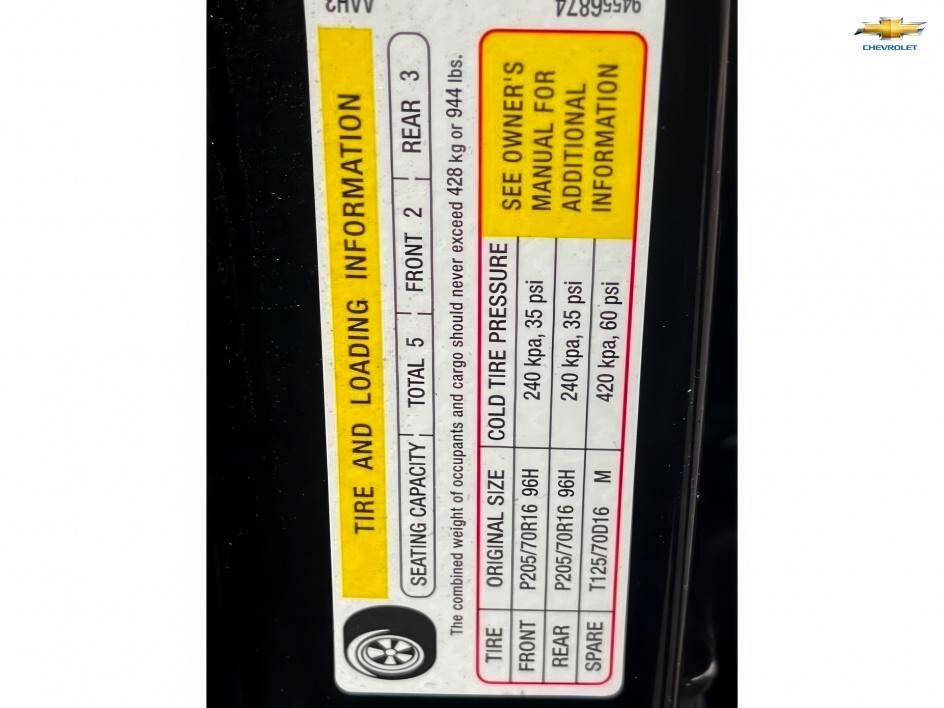 CHEVROLET
AAH3 94556874
TIRE AND LOADING INFORMATION
SEATING CAPACITY TOTAL 5 FRONT 2 REAR 3
The combined weight of occupants and cargo should never exceed 428 kg or 944 lbs.
TIRE ORIGINAL SIZE COLD TIRE PRESSURE
FRONT P205/70R16 96H 240 kpa, 35 psi
REAR P205/70R16 96H 240 kpa, 35 psi
SPARE T125/70D16 M 420 kpa, 60 psi
SEE OWNER'S
MANUAL FOR
ADDITIONAL
INFORMATION